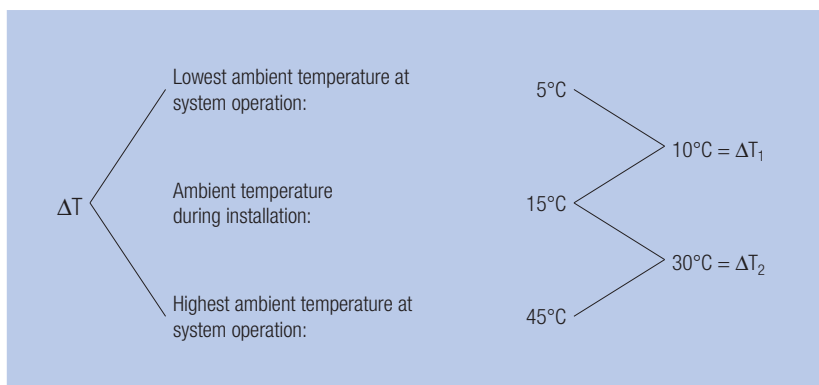 Lowest ambient temperature at
system operation:
5°C
10°C = ΔT₁
ΔT
Ambient temperature
during installation:
15°C
30°C = ΔT₂
Highest ambient temperature at
system operation:
45°C